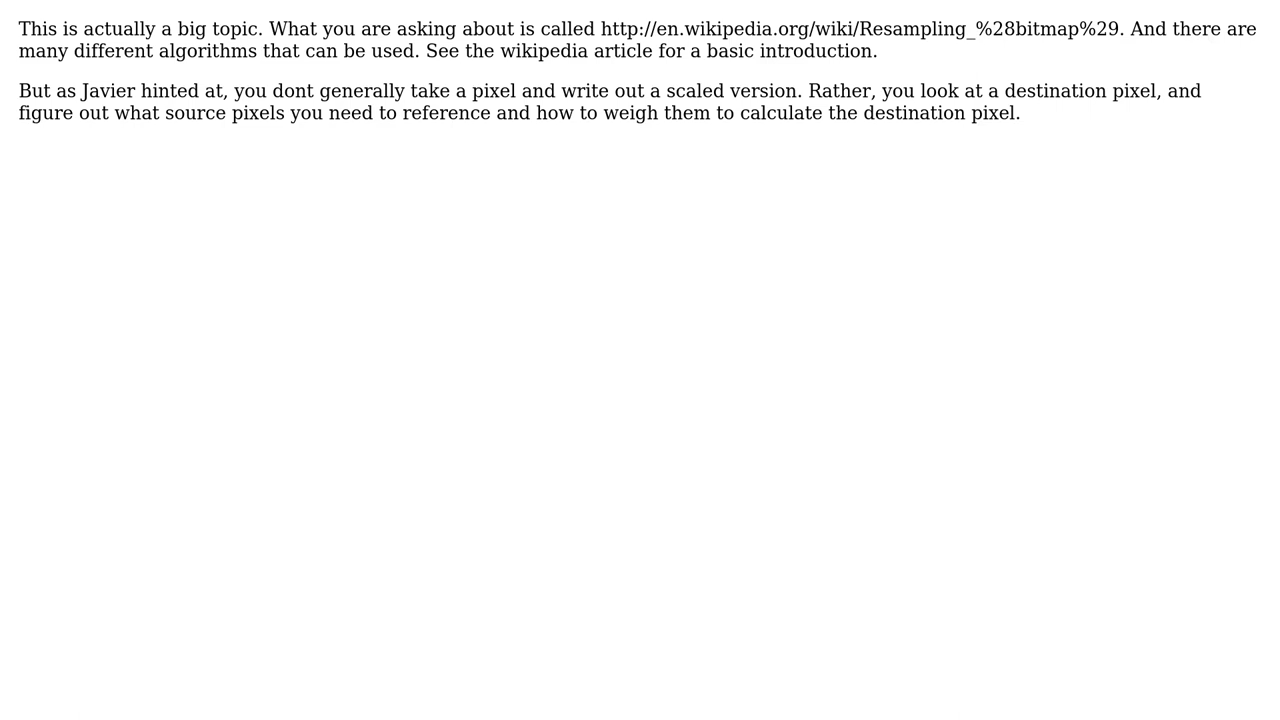 This is actually a big topic. What you are asking about is called http://en.wikipedia.org/wiki/Resampling_%28bitmap%29. And there are
many different algorithms that can be used. See the wikipedia article for a basic introduction.
But as Javier hinted at, you dont generally take a pixel and write out a scaled version. Rather, you look at a destination pixel, and
figure out what source pixels you need to reference and how to weigh them to calculate the destination pixel.